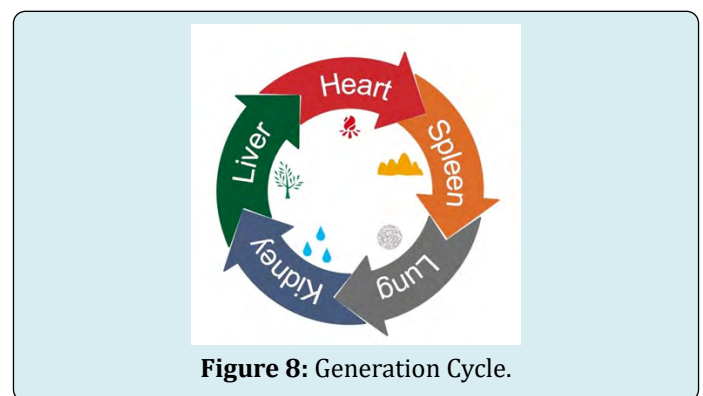 Heart
Spleen
Lung
Kidney
Liver
Figure 8: Generation Cycle.